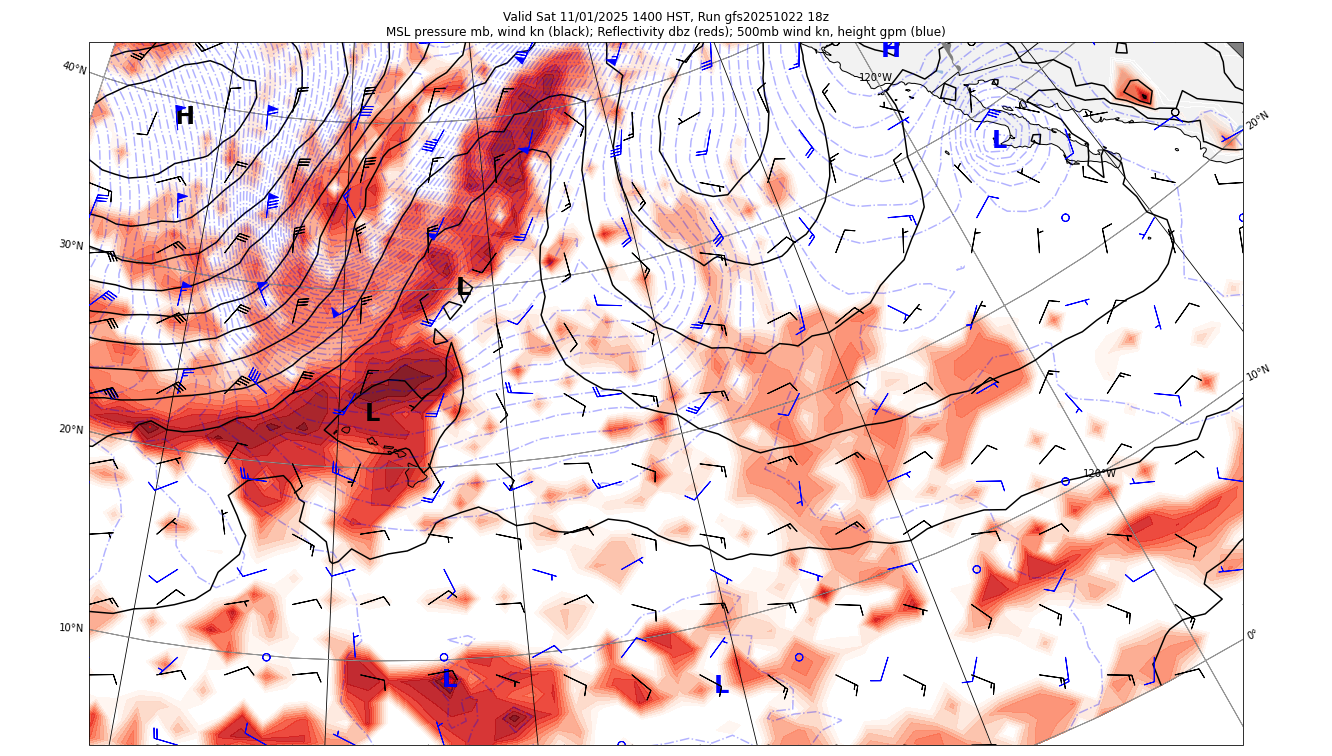 Valid Sat 11/01/2025 1400 HST, Run gfs20251022 18z
MSL pressure mb, wind kn (black); Reflectivity dbz (reds); 500mb wind kn, height gpm (blue)
H
40°N
120°W
H
20°N
L
30°N
L
10°N
L
20°N
120°W
10°N
0°
L
L